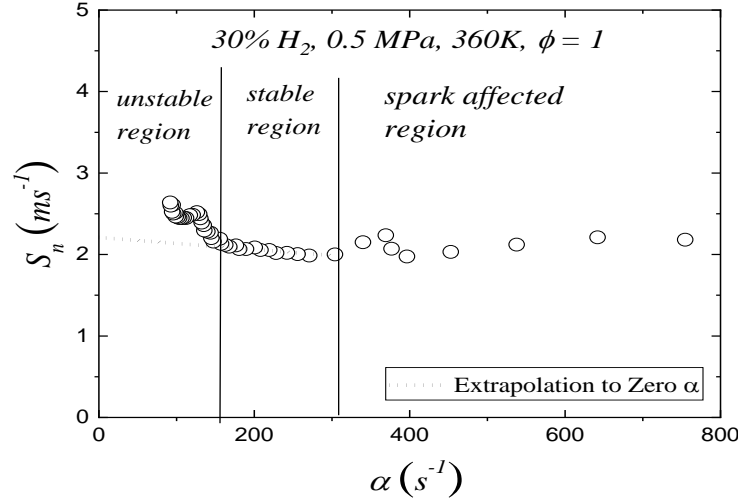 30% H2, 0.5 MPa, 360K, ϕ = 1
unstable
region
stable
region
spark affected
region
5
4
3
2
1
0
Sn (ms-1)
0 200 400 600 800
α (s-1)
Extrapolation to Zero α